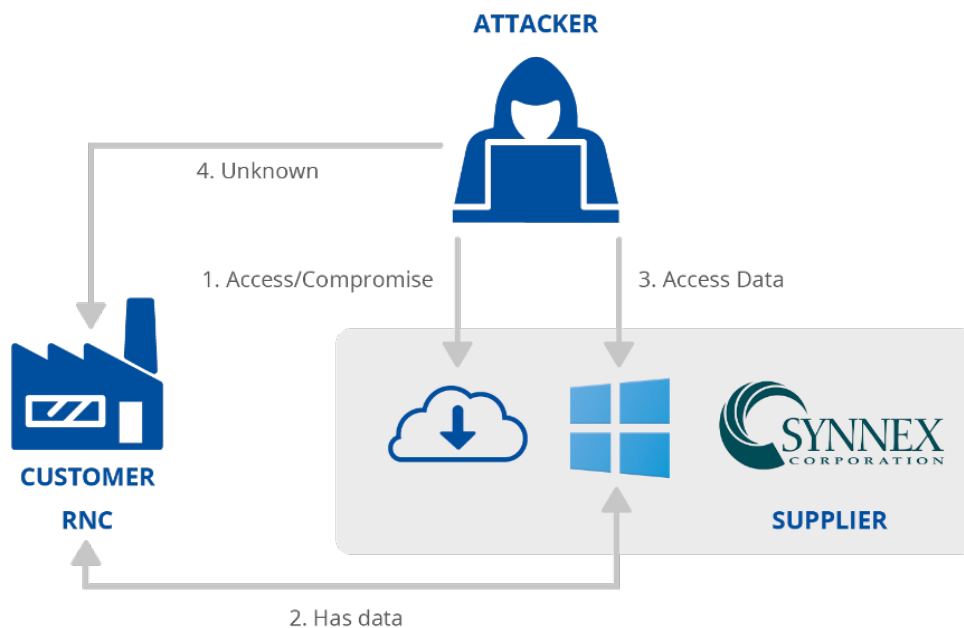 ATTACKER
4. Unknown
1. Access/Compromise
3. Access Data
SYNNEX
CORPORATION
CUSTOMER
RNC
SUPPLIER
2. Has data